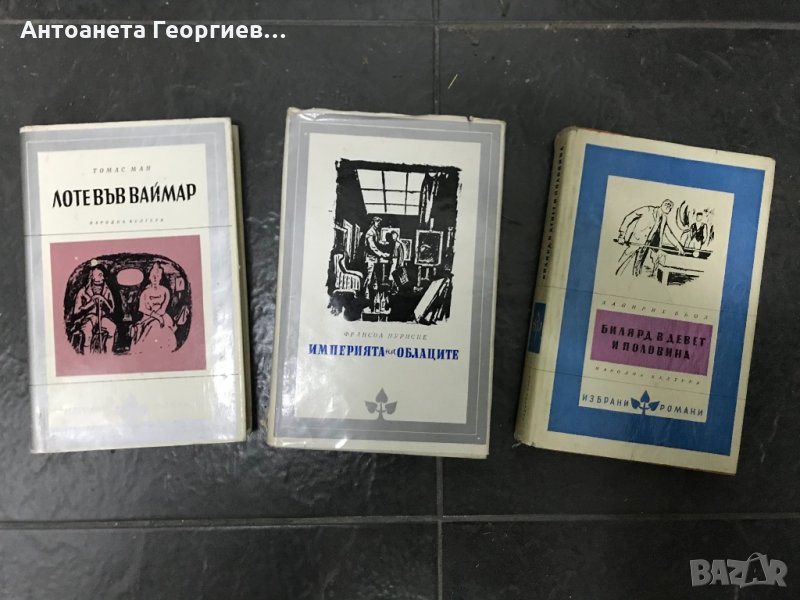 Антоанета Георгиев...
ТОМАС МАН
ЛОТЕ ВЪВ ВАЙМАР
НАРОДНА КУЛТУРА
ФРАНСОА НУРИСИЕ
ИМПЕРИЯТА НА ОБЛАЦИТЕ
ХАЙНРИХ БЬОЛ
БИЛЯРД В ДЕВЕТ
И ПОЛОВИНА
НАРОДНА КУЛТУРА
ИЗБРАНИ РОМАНИ
BAZAR